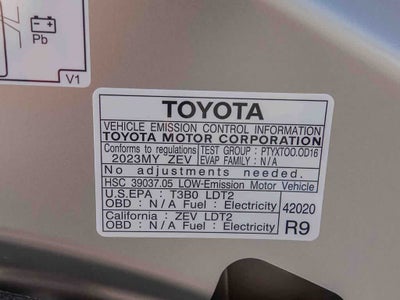 Pb
V1
TOYOTA
VEHICLE EMISSION CONTROL INFORMATION
TOYOTA MOTOR CORPORATION
Conforms to regulations : 2023MY ZEV
TEST GROUP : PTYXT00.0D16
EVAP FAMILY : N/A
No adjustments needed.
HSC 39037.05 LOW-Emission Motor Vehicle
U.S.EPA : T3B0 LDT2
OBD : N/A Fuel : Electricity
California : ZEV LDT2
OBD : N/A Fuel : Electricity
42020
R9